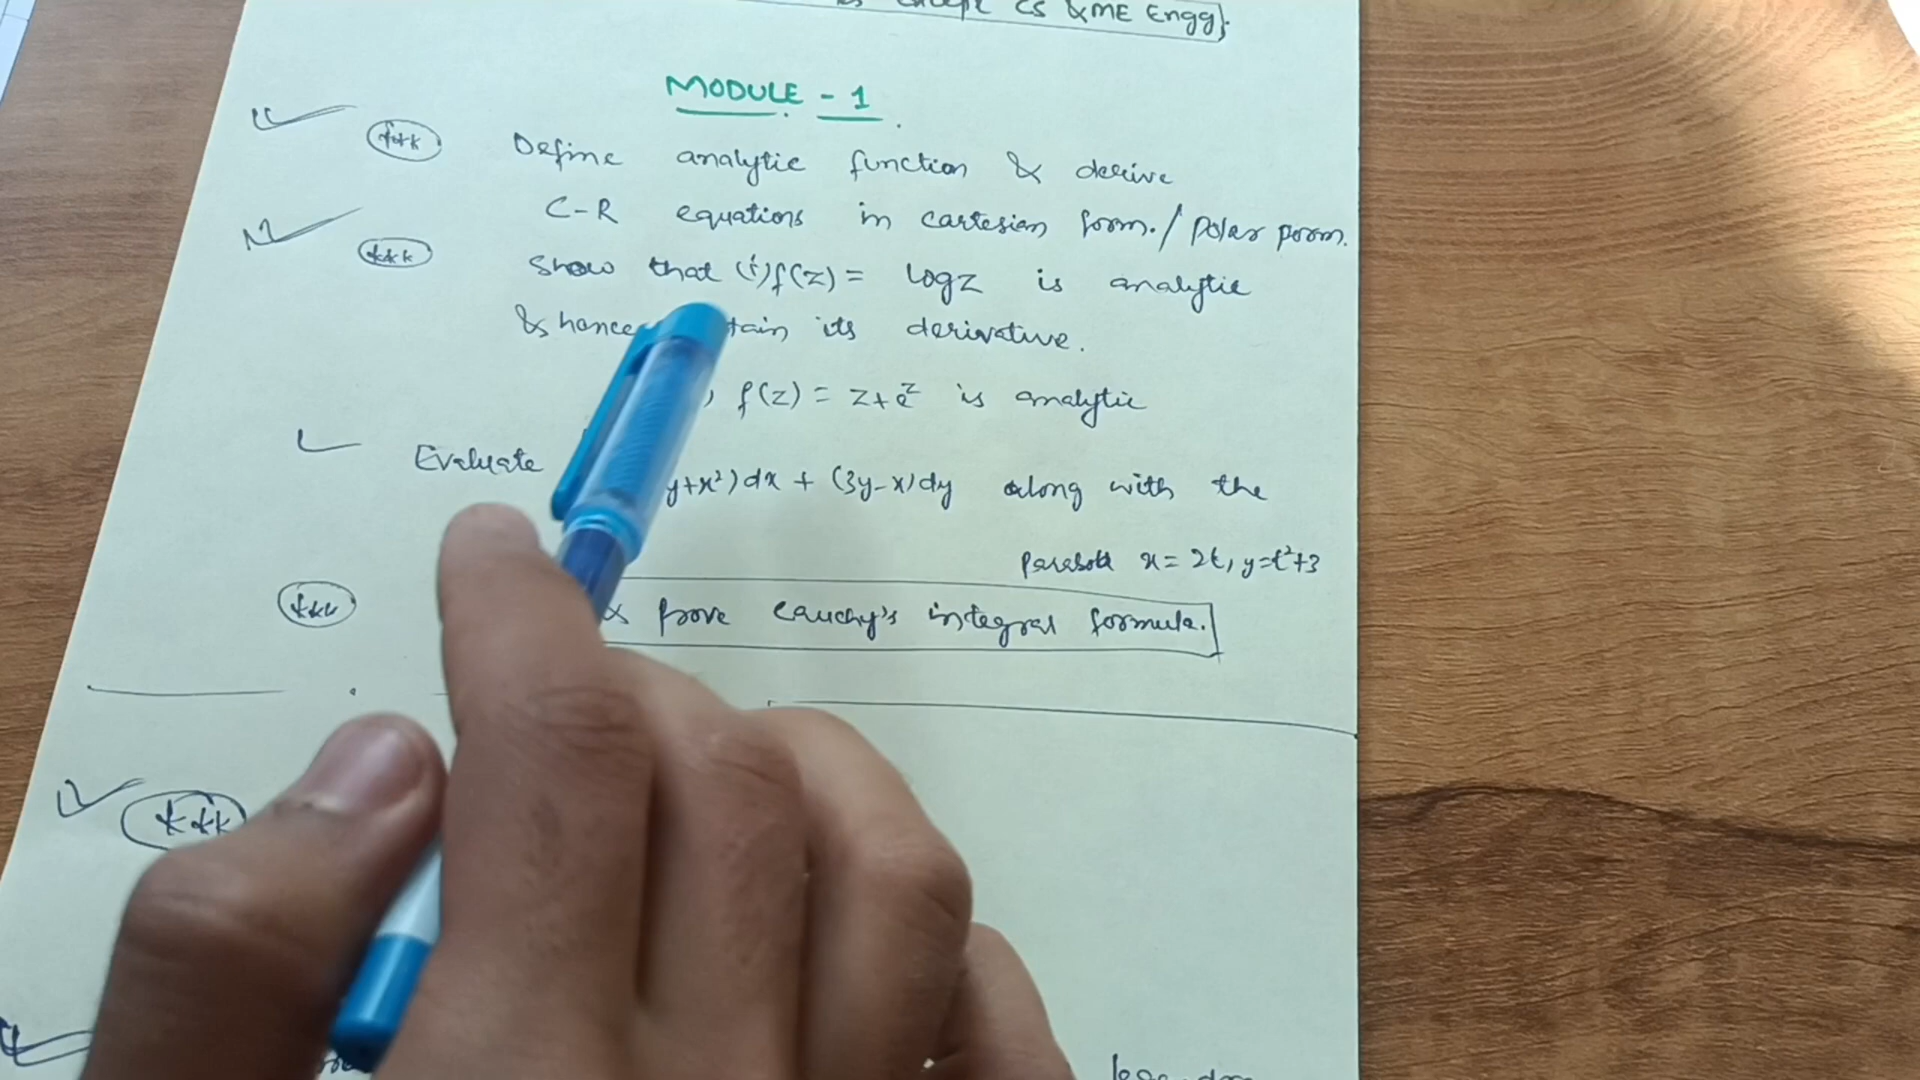 except CS & ME Engg}.
MODULE - 1
*** Define analytic function & derive
C-R equations in cartesian form. / Polar form.
*** Show that (i) f(z) = log z is analytic
& hence its derivative.
f(z) = z + e^z is analytic
Evaluate y+x²)dx + (3y-x)dy along with the
Parabola x = 2t, y=t²+3
*** & prove Cauchy's integral formula.
***